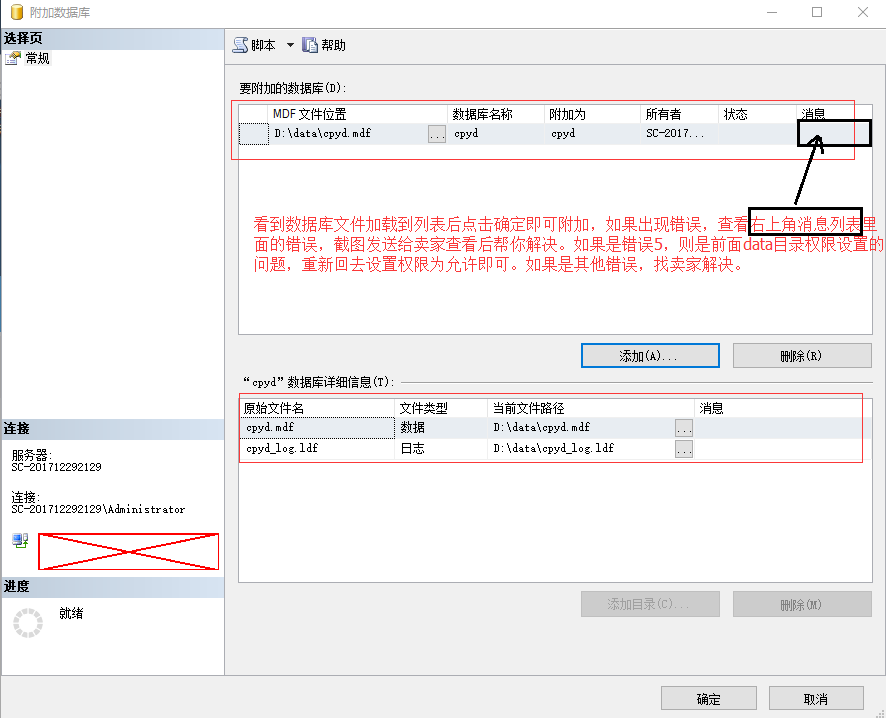 附加数据库
选择页
常规
脚本
帮助
要附加的数据库(D):
MDF 文件位置 数据库名称 附加为 所有者 状态 消息
D:\data\cpyd.mdf ... cpyd cpyd SC-2017...
看到数据库文件加载到列表后点击确定即可附加，如果出现错误，查看右上角消息列表里
面的错误，截图发送给卖家查看后帮你解决。如果是错误5，则是前面data目录权限设置的
问题，重新回去设置权限为允许即可。如果是其他错误，找卖家解决。
添加(A)... 删除(R)
“cpyd”数据库详细信息(T):
原始文件名 文件类型 当前文件路径 消息
cpyd.mdf 数据 D:\data\cpyd.mdf ...
cpyd_log.ldf 日志 D:\data\cpyd_log.ldf ...
添加目录(C)... 删除(M)
连接
服务器:
SC-201712292129
连接:
SC-201712292129\Administrator
进度
就绪
确定 取消